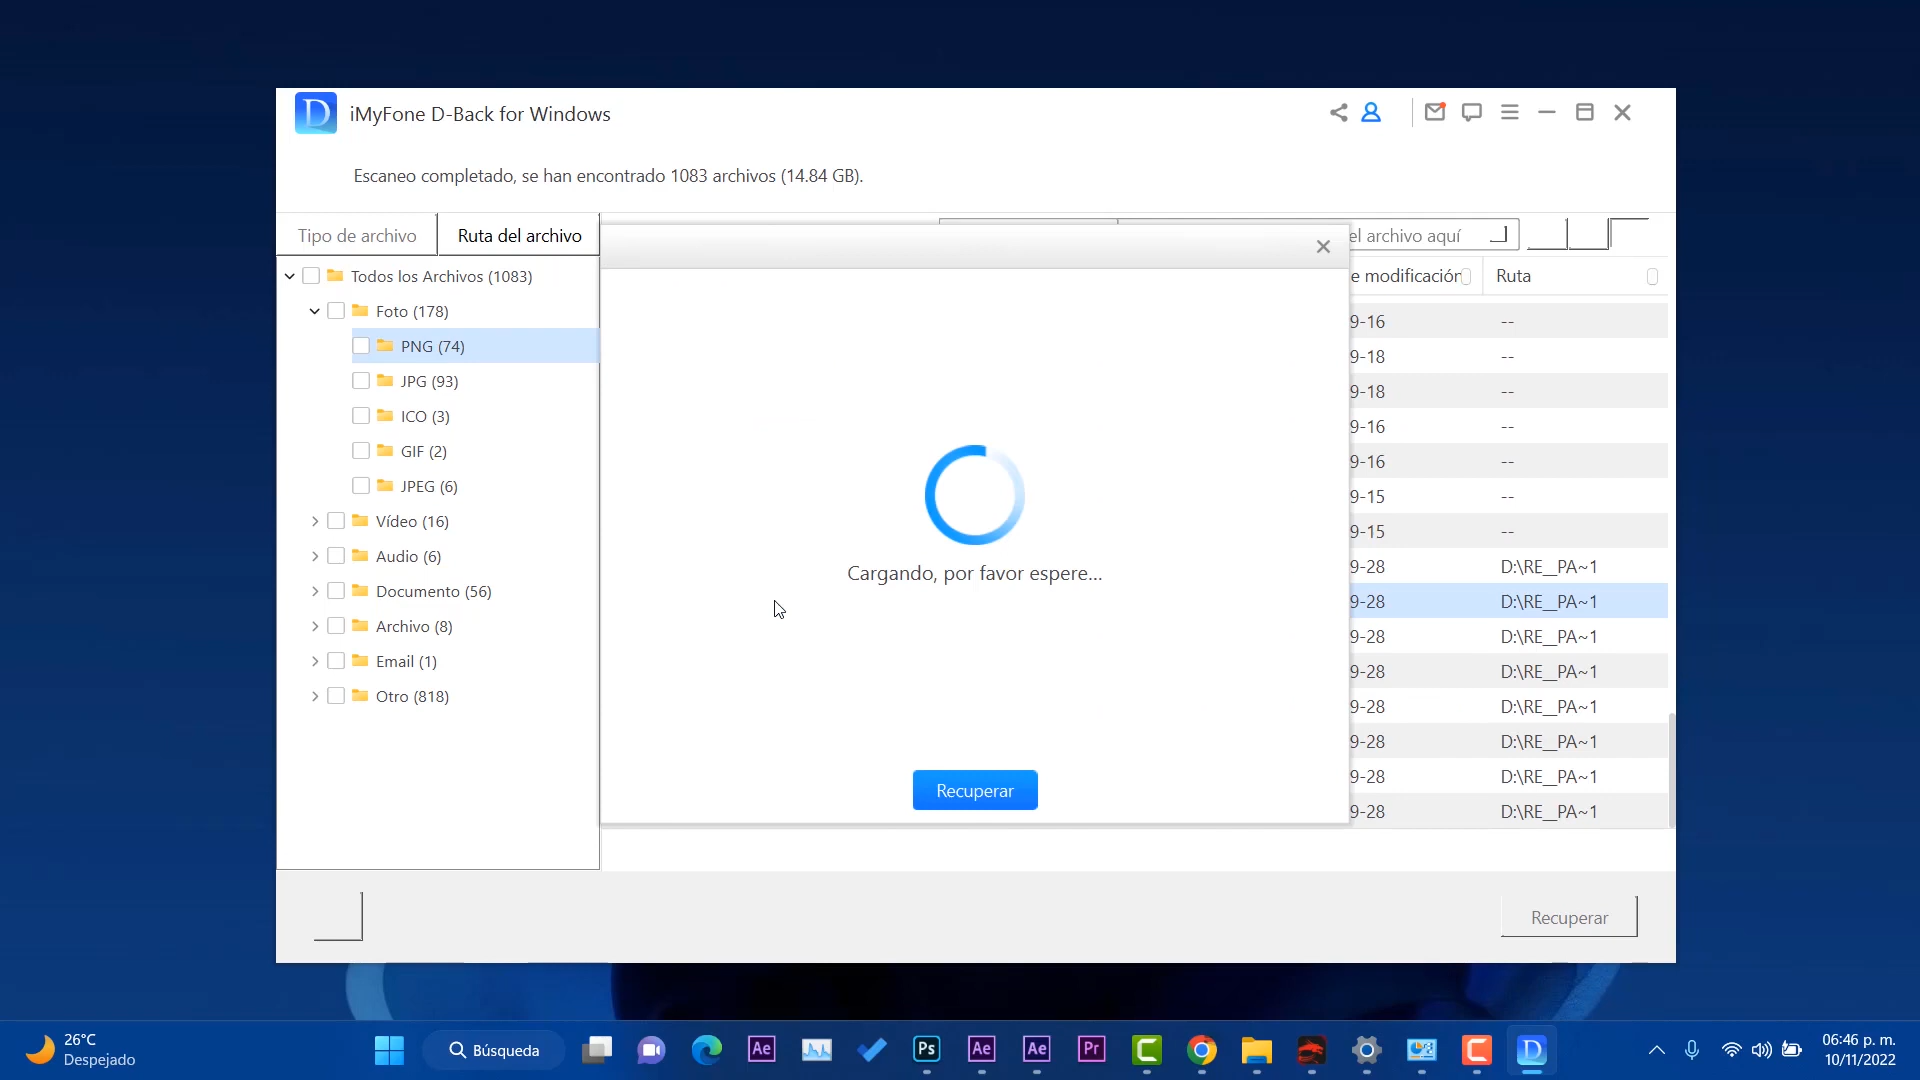 iMyFone D-Back for Windows
Escaneo completado, se han encontrado 1083 archivos (14.84 GB).
Tipo de archivo
Ruta del archivo
el archivo aquí
e modificación
Ruta
Todos los Archivos (1083)
Foto (178)
PNG (74)
JPG (93)
ICO (3)
GIF (2)
JPEG (6)
Vídeo (16)
Audio (6)
Documento (56)
Archivo (8)
Email (1)
Otro (818)
Cargando, por favor espere...
Recuperar
9-16 --
9-18 --
9-18 --
9-16 --
9-16 --
9-15 --
9-15 --
9-28 D:\RE__PA~1
9-28 D:\RE__PA~1
9-28 D:\RE__PA~1
9-28 D:\RE__PA~1
9-28 D:\RE__PA~1
9-28 D:\RE__PA~1
9-28 D:\RE__PA~1
9-28 D:\RE__PA~1
Recuperar
26°C
Despejado
Búsqueda
Ae
Ps
Ae
Ae
Pr
06:46 p. m.
10/11/2022